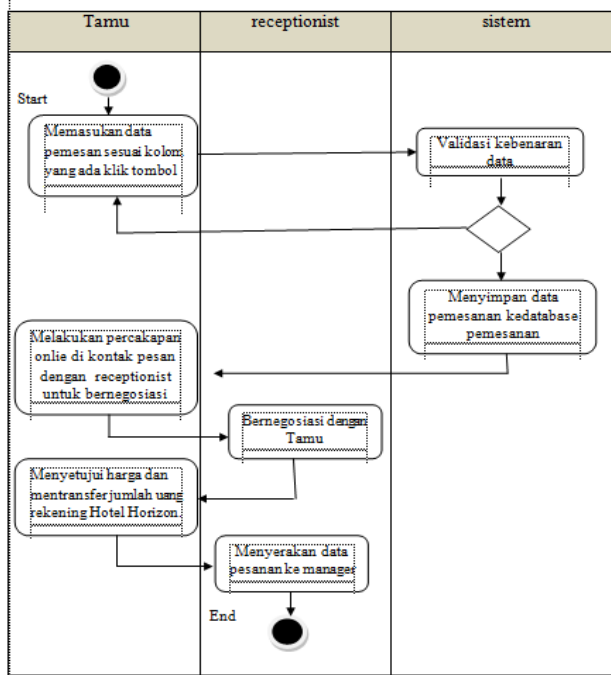 Tamu
receptionist
sistem
Start
Memasukan data
pemesan sesuai kolom
yang ada klik tombol
Validasi kebenaran
data
Menyimpan data
pemesanan kedatabase
pemesanan
Melakukan percakapan
onlie di kontak pesan
dengan receptionist
untuk bernegosiasi
Bernegosiasi dengan
Tamu
Menyetujui harga dan
mentransfer jumlah uang
rekening Hotel Horizon.
Menyerakan data
pesanan ke manager
End